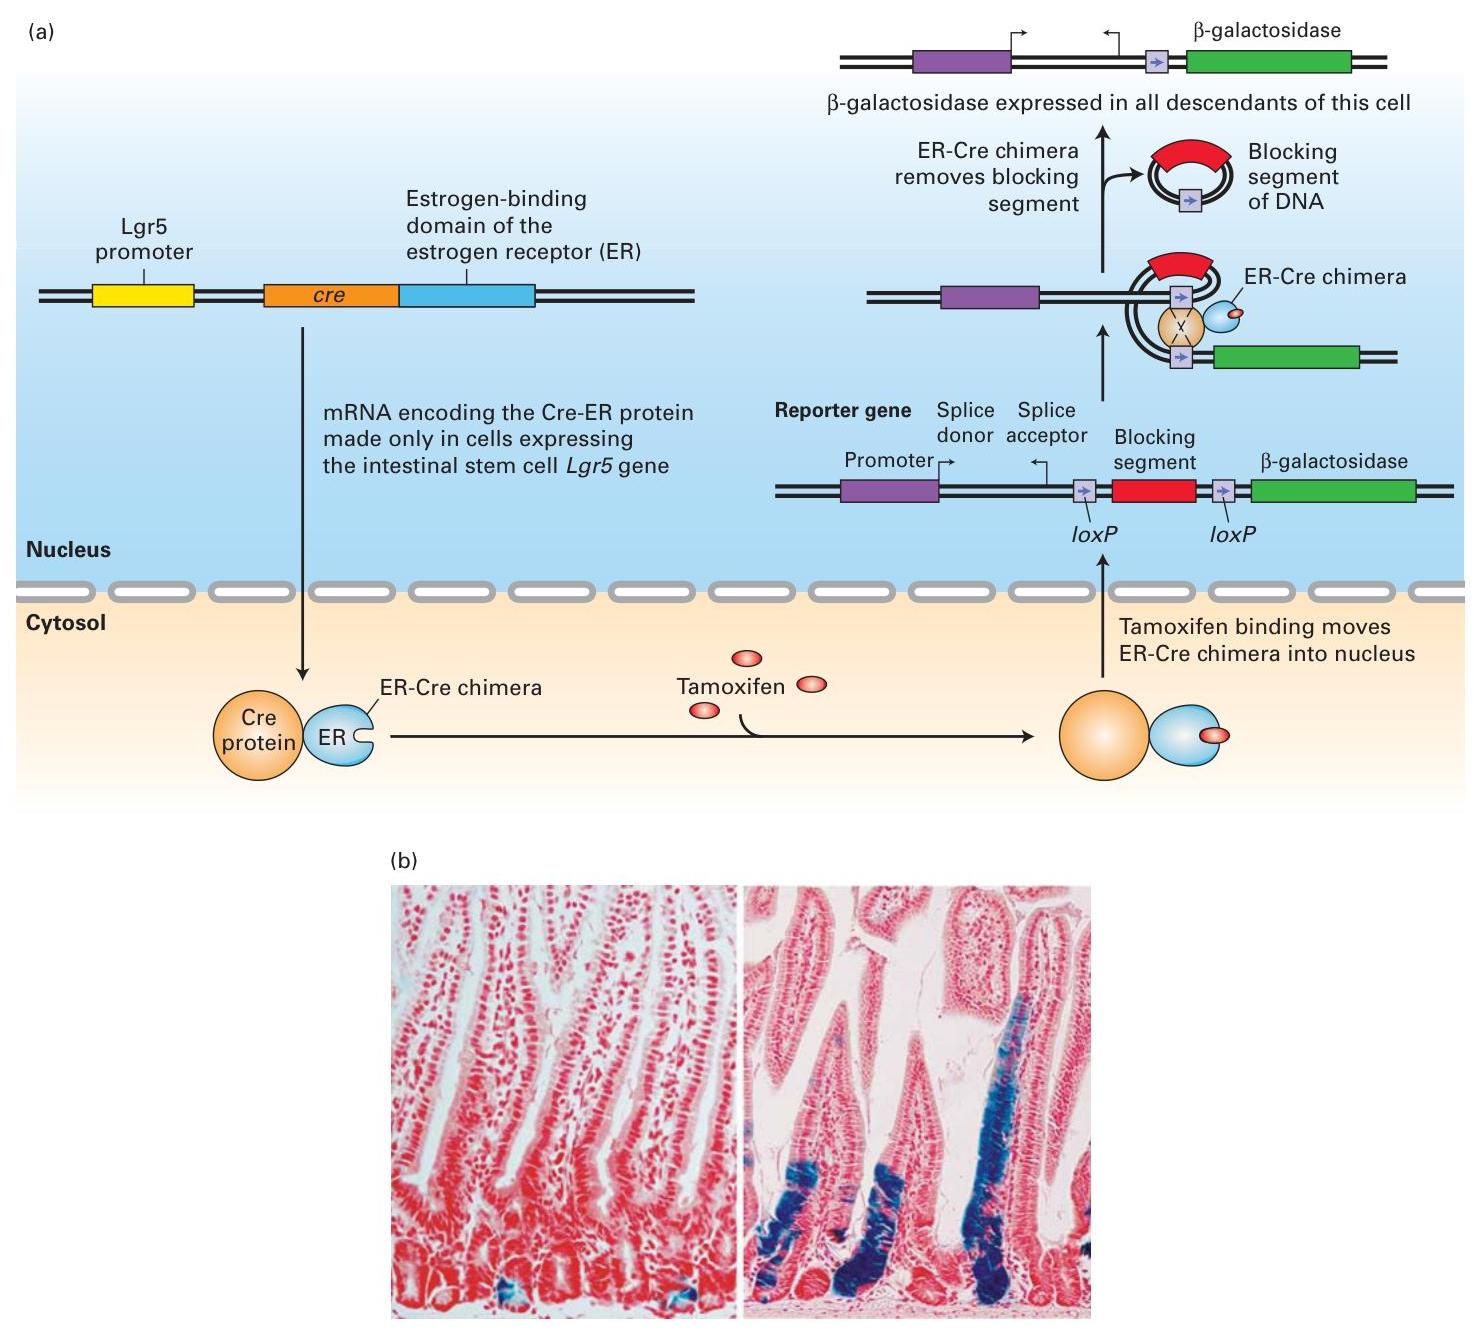 (a)
β-galactosidase
β-galactosidase expressed in all descendants of this cell
ER-Cre chimera
removes blocking
segment
Blocking
segment
of DNA
Lgr5
promoter
Estrogen-binding
domain of the
estrogen receptor (ER)
cre
ER-Cre chimera
mRNA encoding the Cre-ER protein
made only in cells expressing
the intestinal stem cell Lgr5 gene
Reporter gene
Splice
donor
Splice
acceptor
Promoter
Blocking
segment
β-galactosidase
loxP
loxP
Nucleus
Cytosol
Tamoxifen binding moves
ER-Cre chimera into nucleus
ER-Cre chimera
Cre
protein
ER
Tamoxifen
(b)